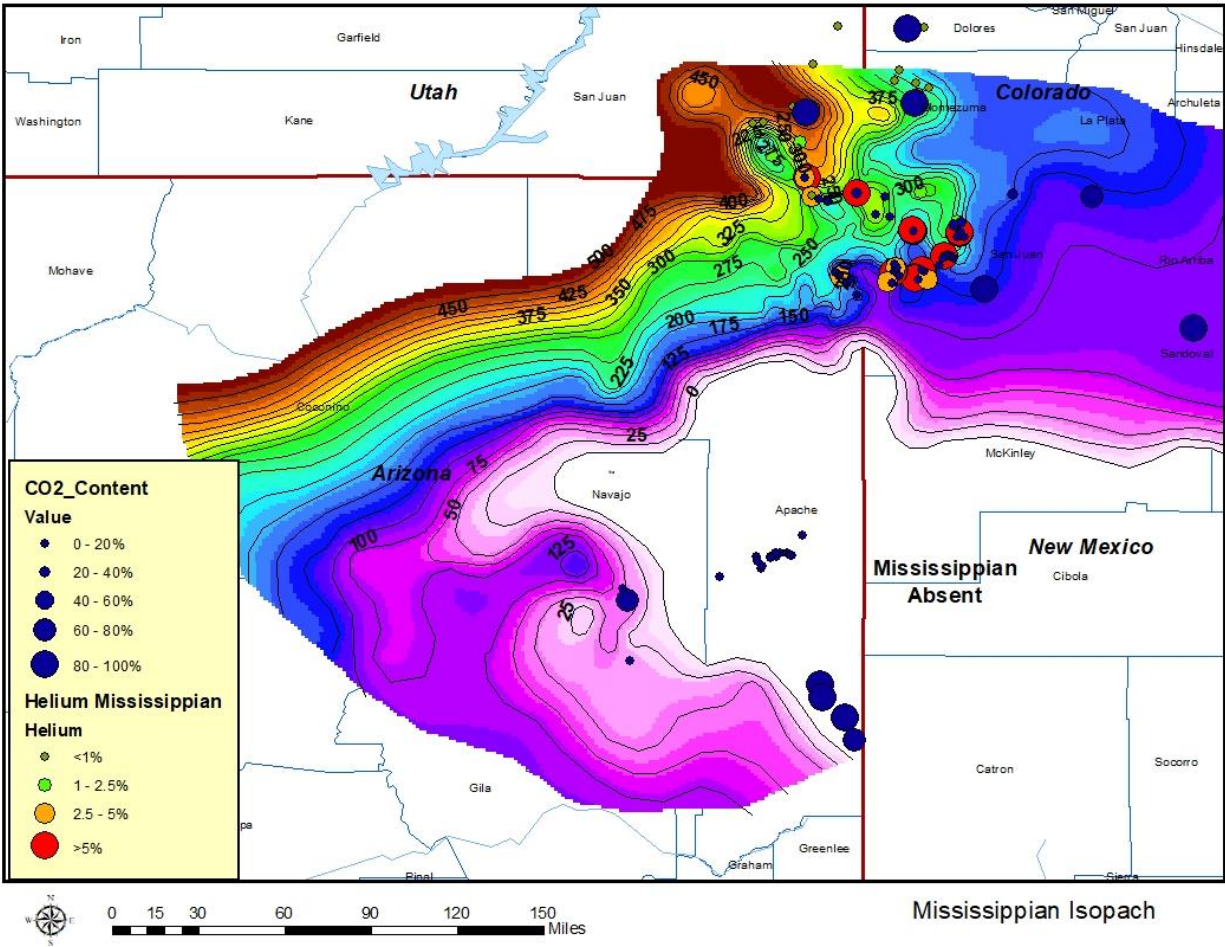 San Miguel
Iron
Garfield
Dolores
San Juan
Hinsdale
Utah
San Juan
450
375
Colorado
Montezuma
Archuleta
Washington
Kane
La Plata
250
300
275
400
300
475
325
500
300
275
250
San Juan
Rio Arriba
Mohave
350
450
425
375
200
175
150
Sandoval
225
125
0
Coconino
25
McKinley
Arizona
75
Navajo
50
Apache
100
125
New Mexico
Mississippian
Absent
Cibola
25
CO2_Content
Value
0 - 20%
20 - 40%
40 - 60%
60 - 80%
80 - 100%
Helium Mississippian
Helium
<1%
1 - 2.5%
2.5 - 5%
>5%
Catron
Socorro
Gila
pa
Greenlee
Graham
Pinal
Sierra
N
W
E
S
0 15 30 60 90 120 150
Miles
Mississippian Isopach